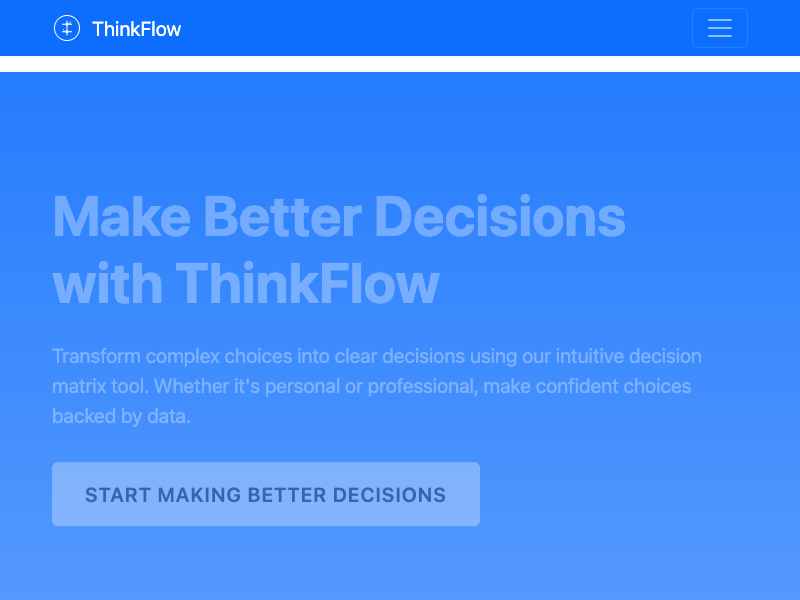 ThinkFlow
Make Better Decisions
with ThinkFlow
Transform complex choices into clear decisions using our intuitive decision
matrix tool. Whether it's personal or professional, make confident choices
backed by data.
START MAKING BETTER DECISIONS